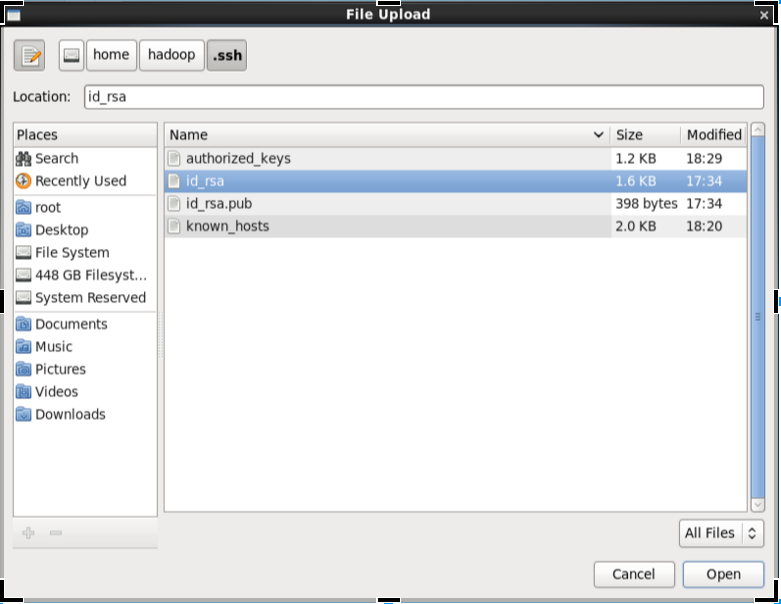 File Upload
home hadoop .ssh
Location: id_rsa
Places
Search
Recently Used
root
Desktop
File System
448 GB Filesyst...
System Reserved
Documents
Music
Pictures
Videos
Downloads
Name Size Modified
authorized_keys 1.2 KB 18:29
id_rsa 1.6 KB 17:34
id_rsa.pub 398 bytes 17:34
known_hosts 2.0 KB 18:20
All Files
Cancel Open